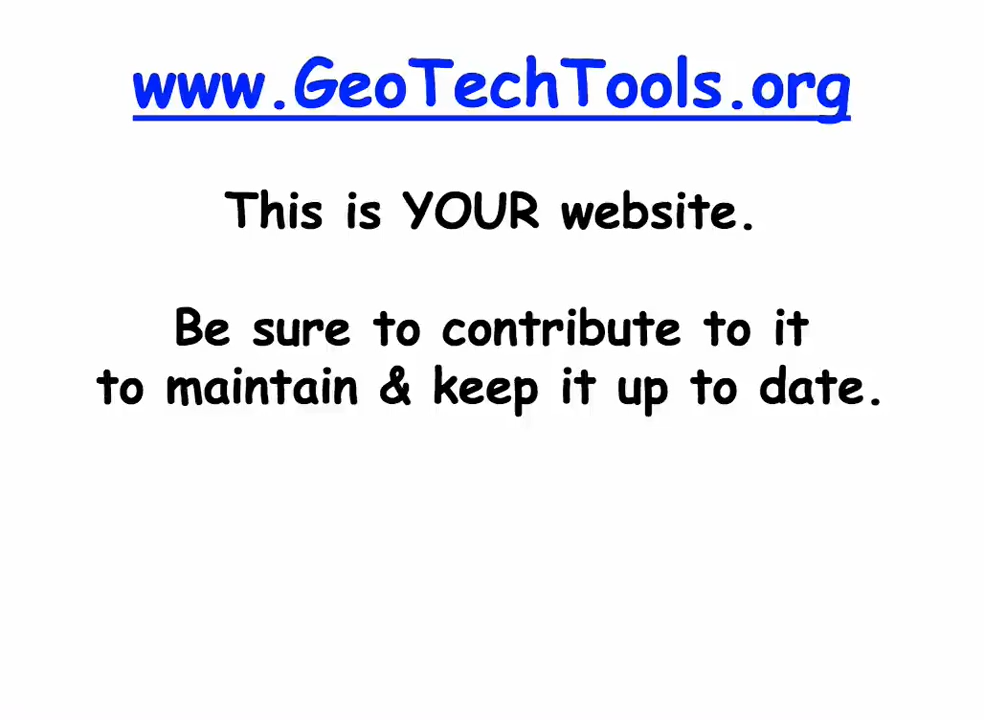 www.GeoTechTools.org
This is YOUR website.
Be sure to contribute to it
to maintain & keep it up to date.